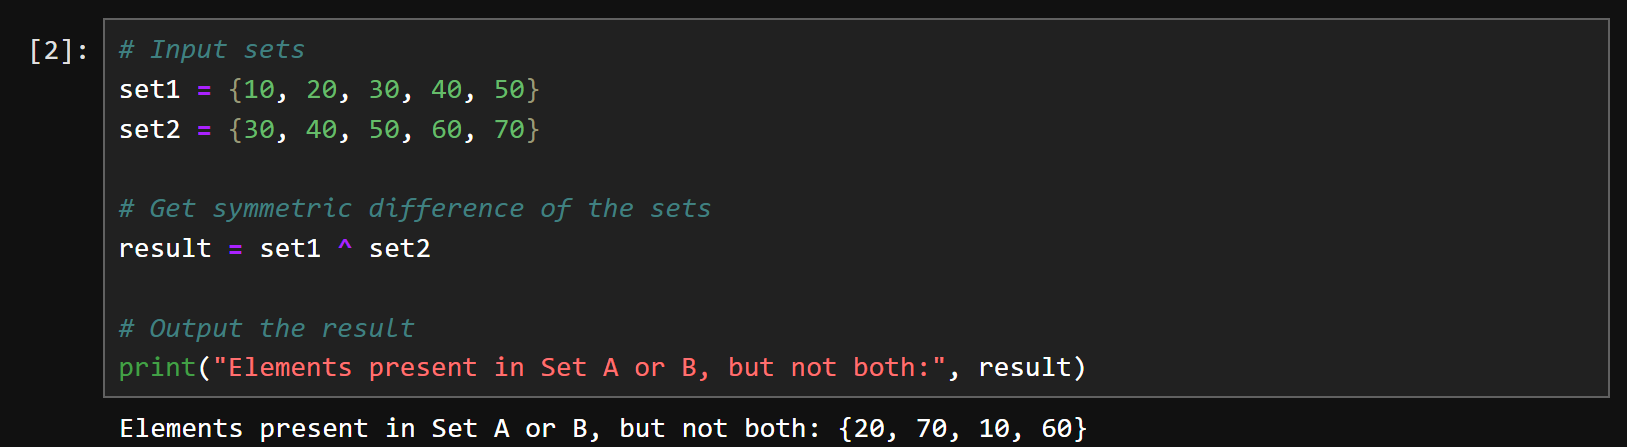 [2]:
# Input sets
set1 = {10, 20, 30, 40, 50}
set2 = {30, 40, 50, 60, 70}
# Get symmetric difference of the sets
result = set1 ^ set2
# Output the result
print("Elements present in Set A or B, but not both:", result)
Elements present in Set A or B, but not both: {20, 70, 10, 60}